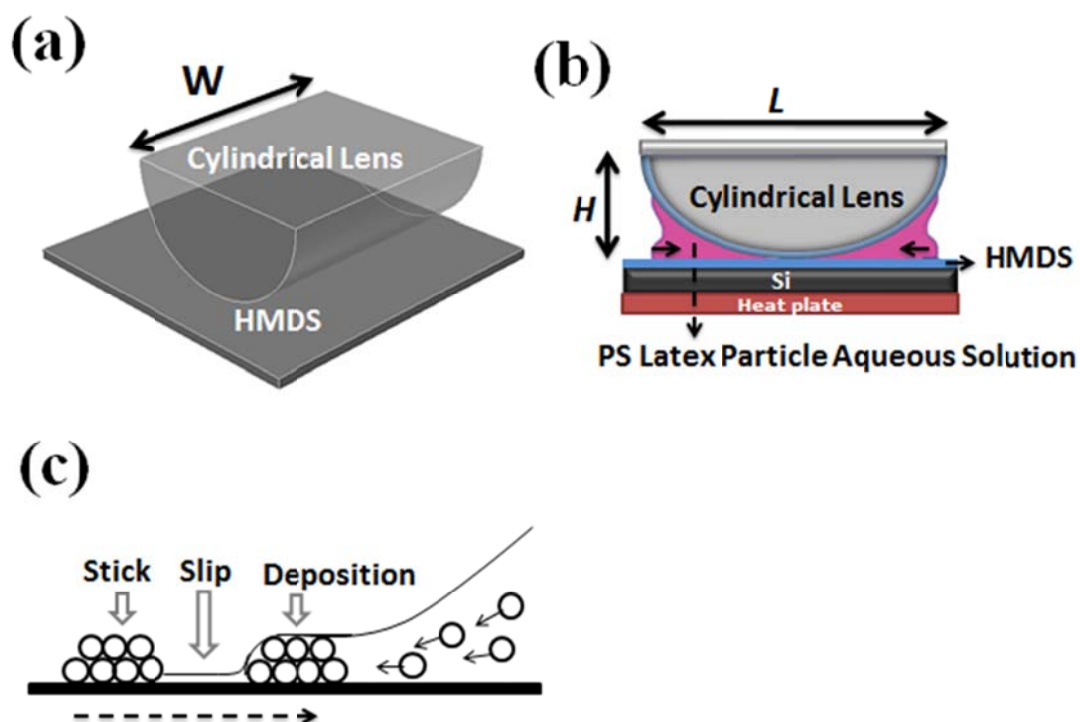 (a)
W
Cylindrical Lens
HMDS
(b)
L
H
Cylindrical Lens
HMDS
Si
Heat plate
PS Latex Particle Aqueous Solution
(c)
Stick Slip Deposition